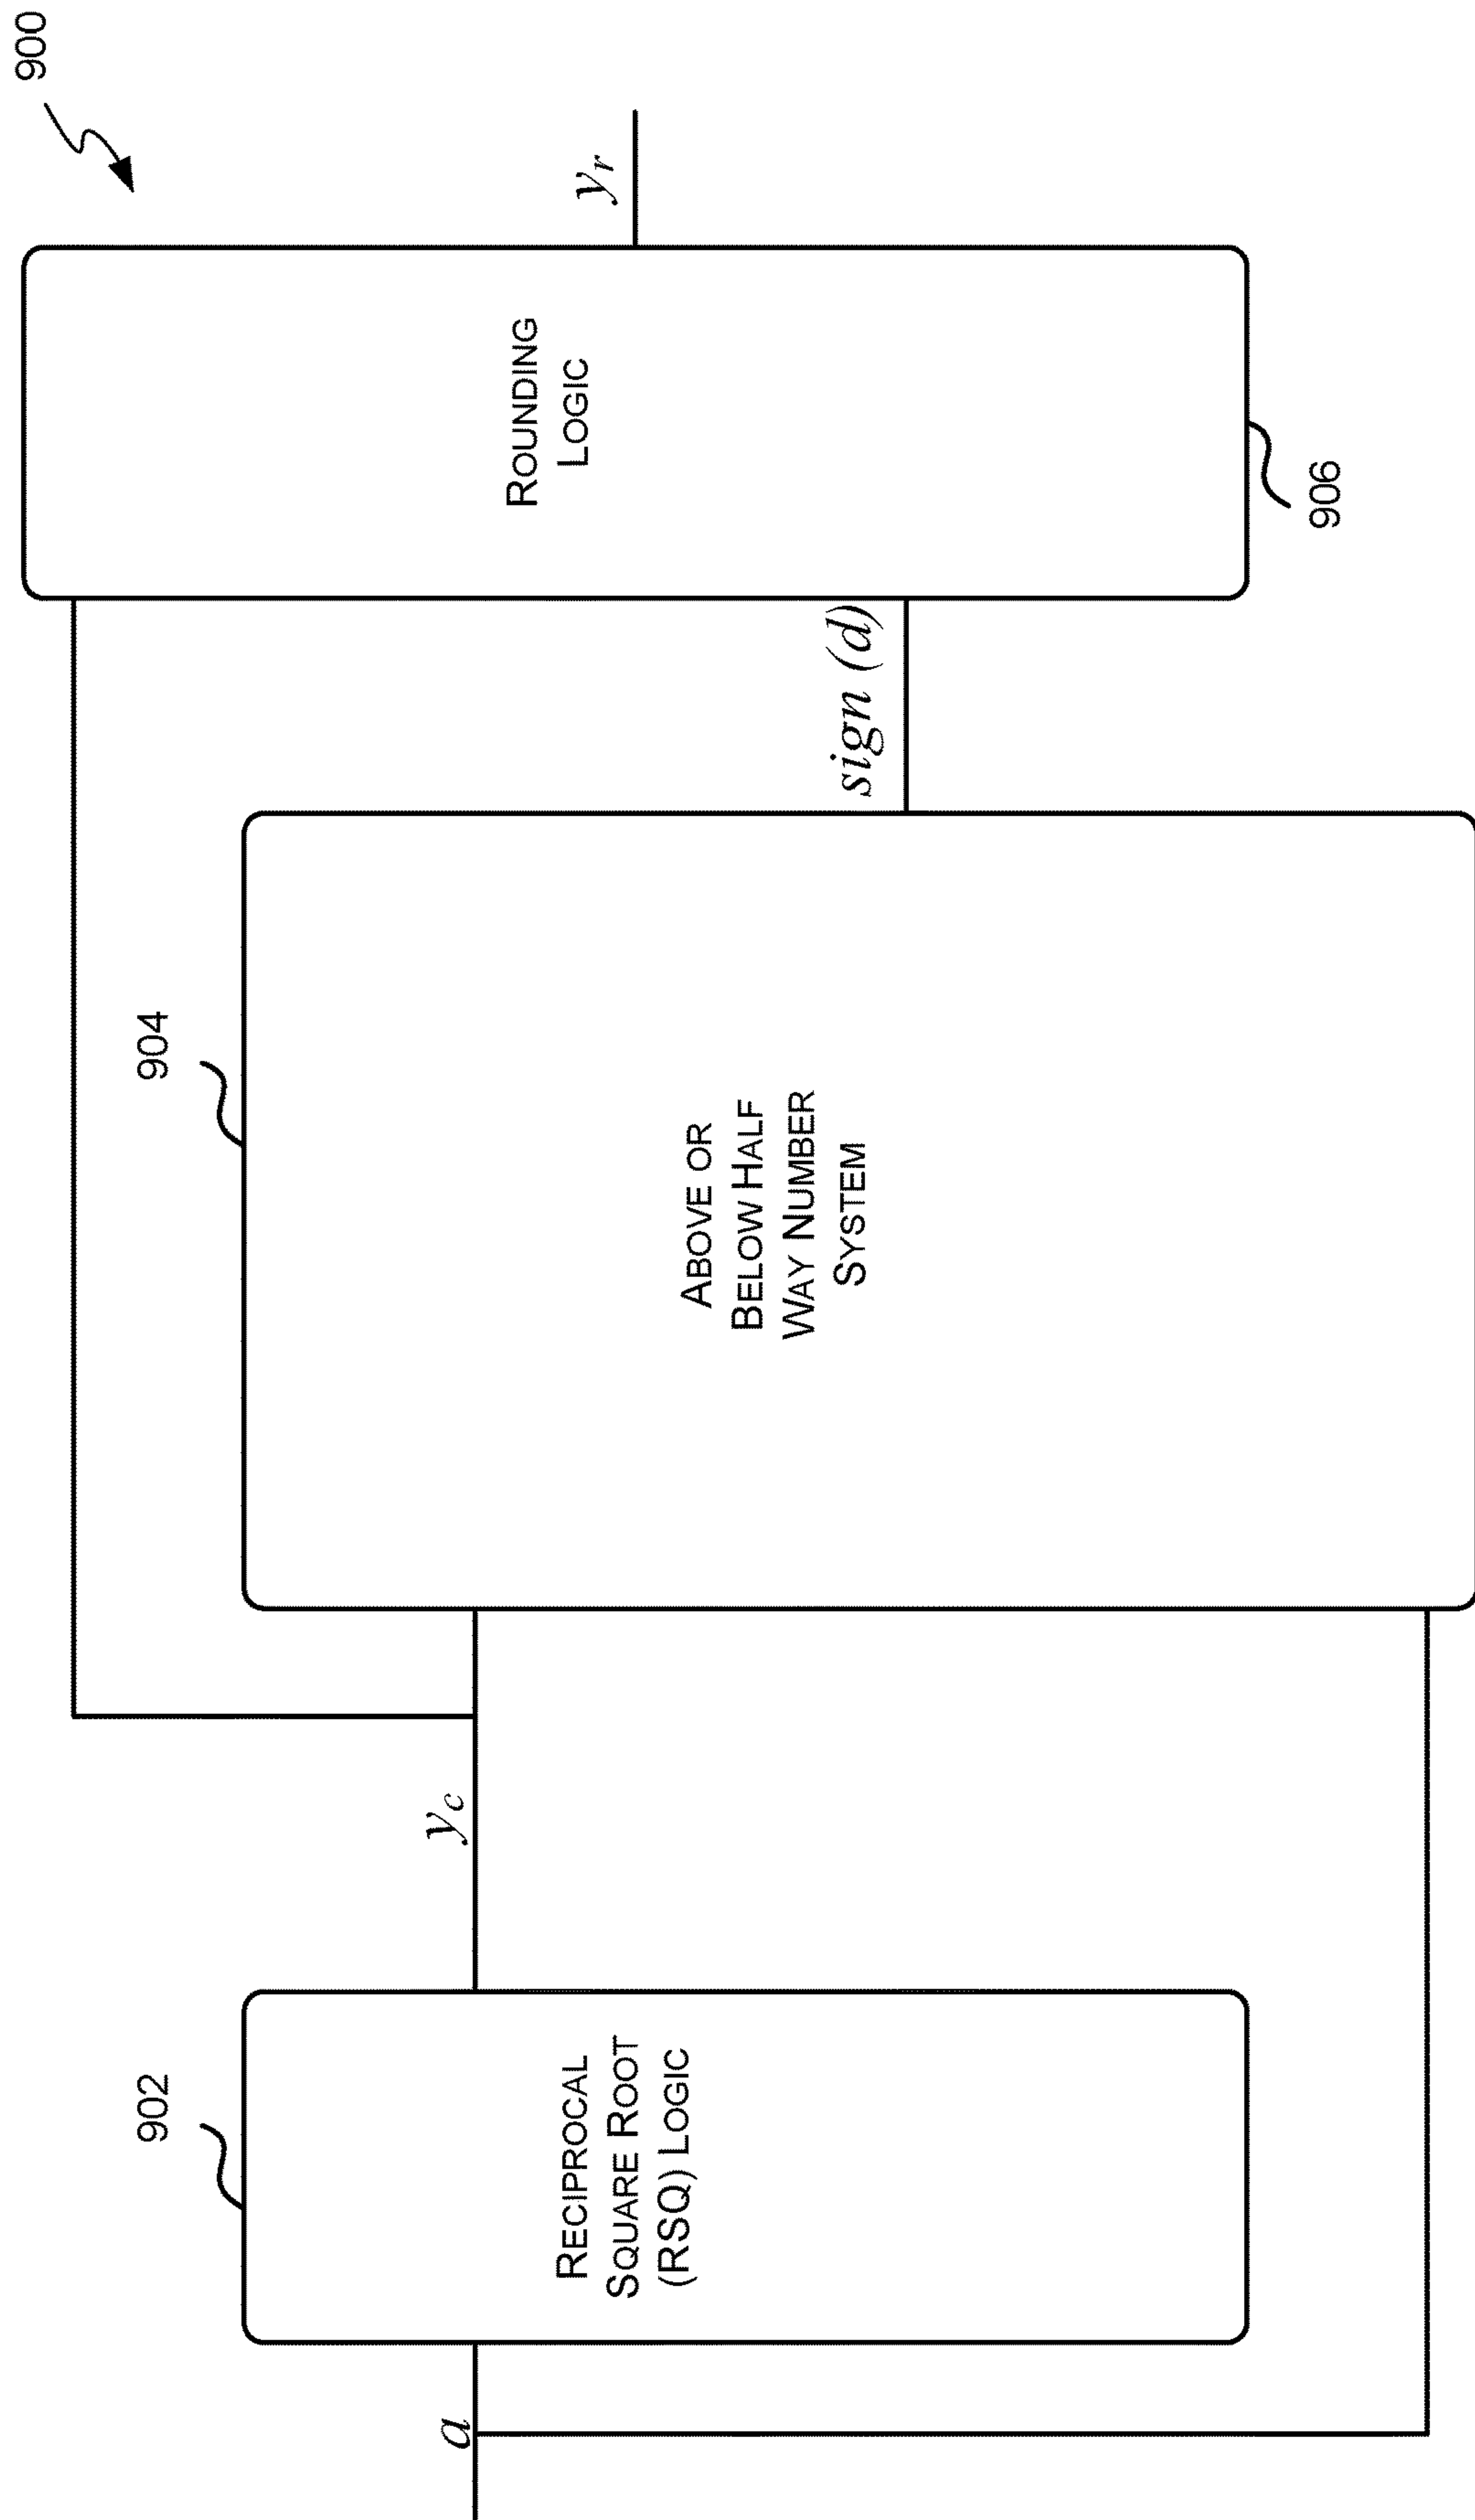 900
902
904
906
a
RECIPROCAL
SQUARE ROOT
(RSQ) LOGIC
yc
ABOVE OR
BELOW HALF
WAY NUMBER
SYSTEM
sign (d)
ROUNDING
LOGIC
yr